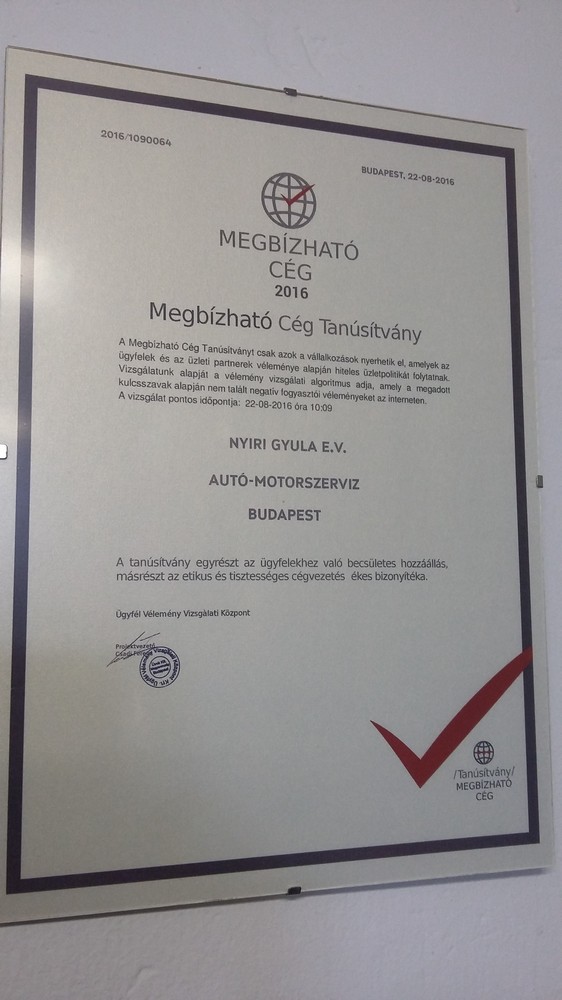 2016/1090064
BUDAPEST, 22-08-2016
MEGBÍZHATÓ
CÉG
2016
Megbízható Cég Tanúsítvány
A Megbízható Cég Tanúsítványt csak azok a vállalkozások nyerhetik el, amelyek az
ügyfelek és az üzleti partnerek véleménye alapján hiteles üzletpolitikát folytatnak.
Vizsgálatunk alapját a vélemény vizsgálati algoritmus adja, amely a megadott
kulcsszavak alapján nem talált negatív fogyasztói véleményeket az interneten.
A vizsgálat pontos időpontja: 22-08-2016 óra 10:09
NYIRI GYULA E.V.
AUTÓ-MOTORSZERVIZ
BUDAPEST
A tanúsítvány egyrészt az ügyfelekhez való becsületes hozzáállás,
másrészt az etikus és tisztességes cégvezetés ékes bizonyítéka.
Ügyfél Vélemény Vizsgálati Központ
Projektvezető
/Tanúsítvány/
MEGBÍZHATÓ
CÉG